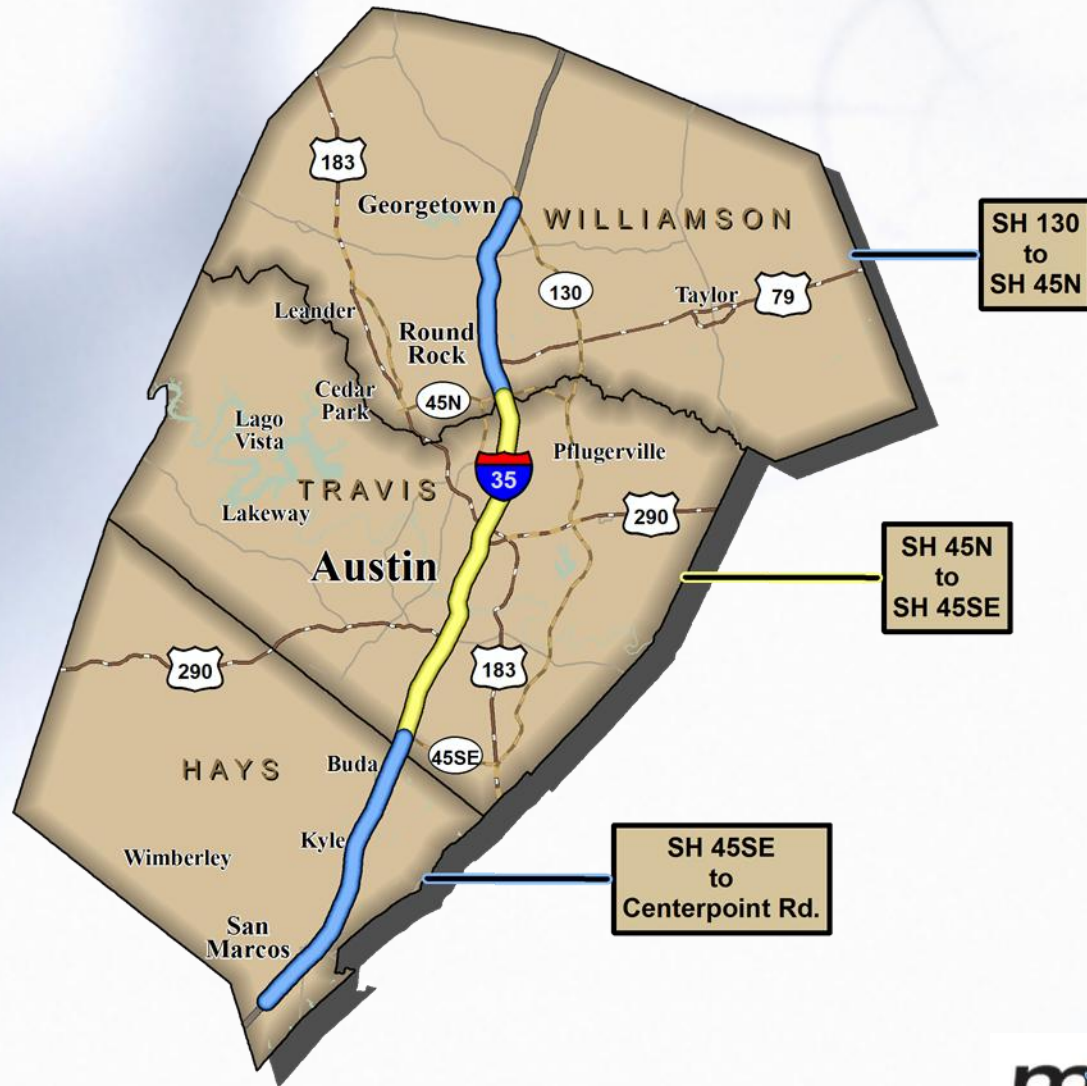 183
Georgetown
WILLIAMSON
SH 130
to
SH 45N
130
Taylor
79
Leander
Round
Rock
Cedar
Park
45N
Lago
Vista
Pflugerville
35
TRAVIS
Lakeway
290
Austin
SH 45N
to
SH 45SE
290
183
HAYS
Buda
45SE
Kyle
Wimberley
SH 45SE
to
Centerpoint Rd.
San
Marcos